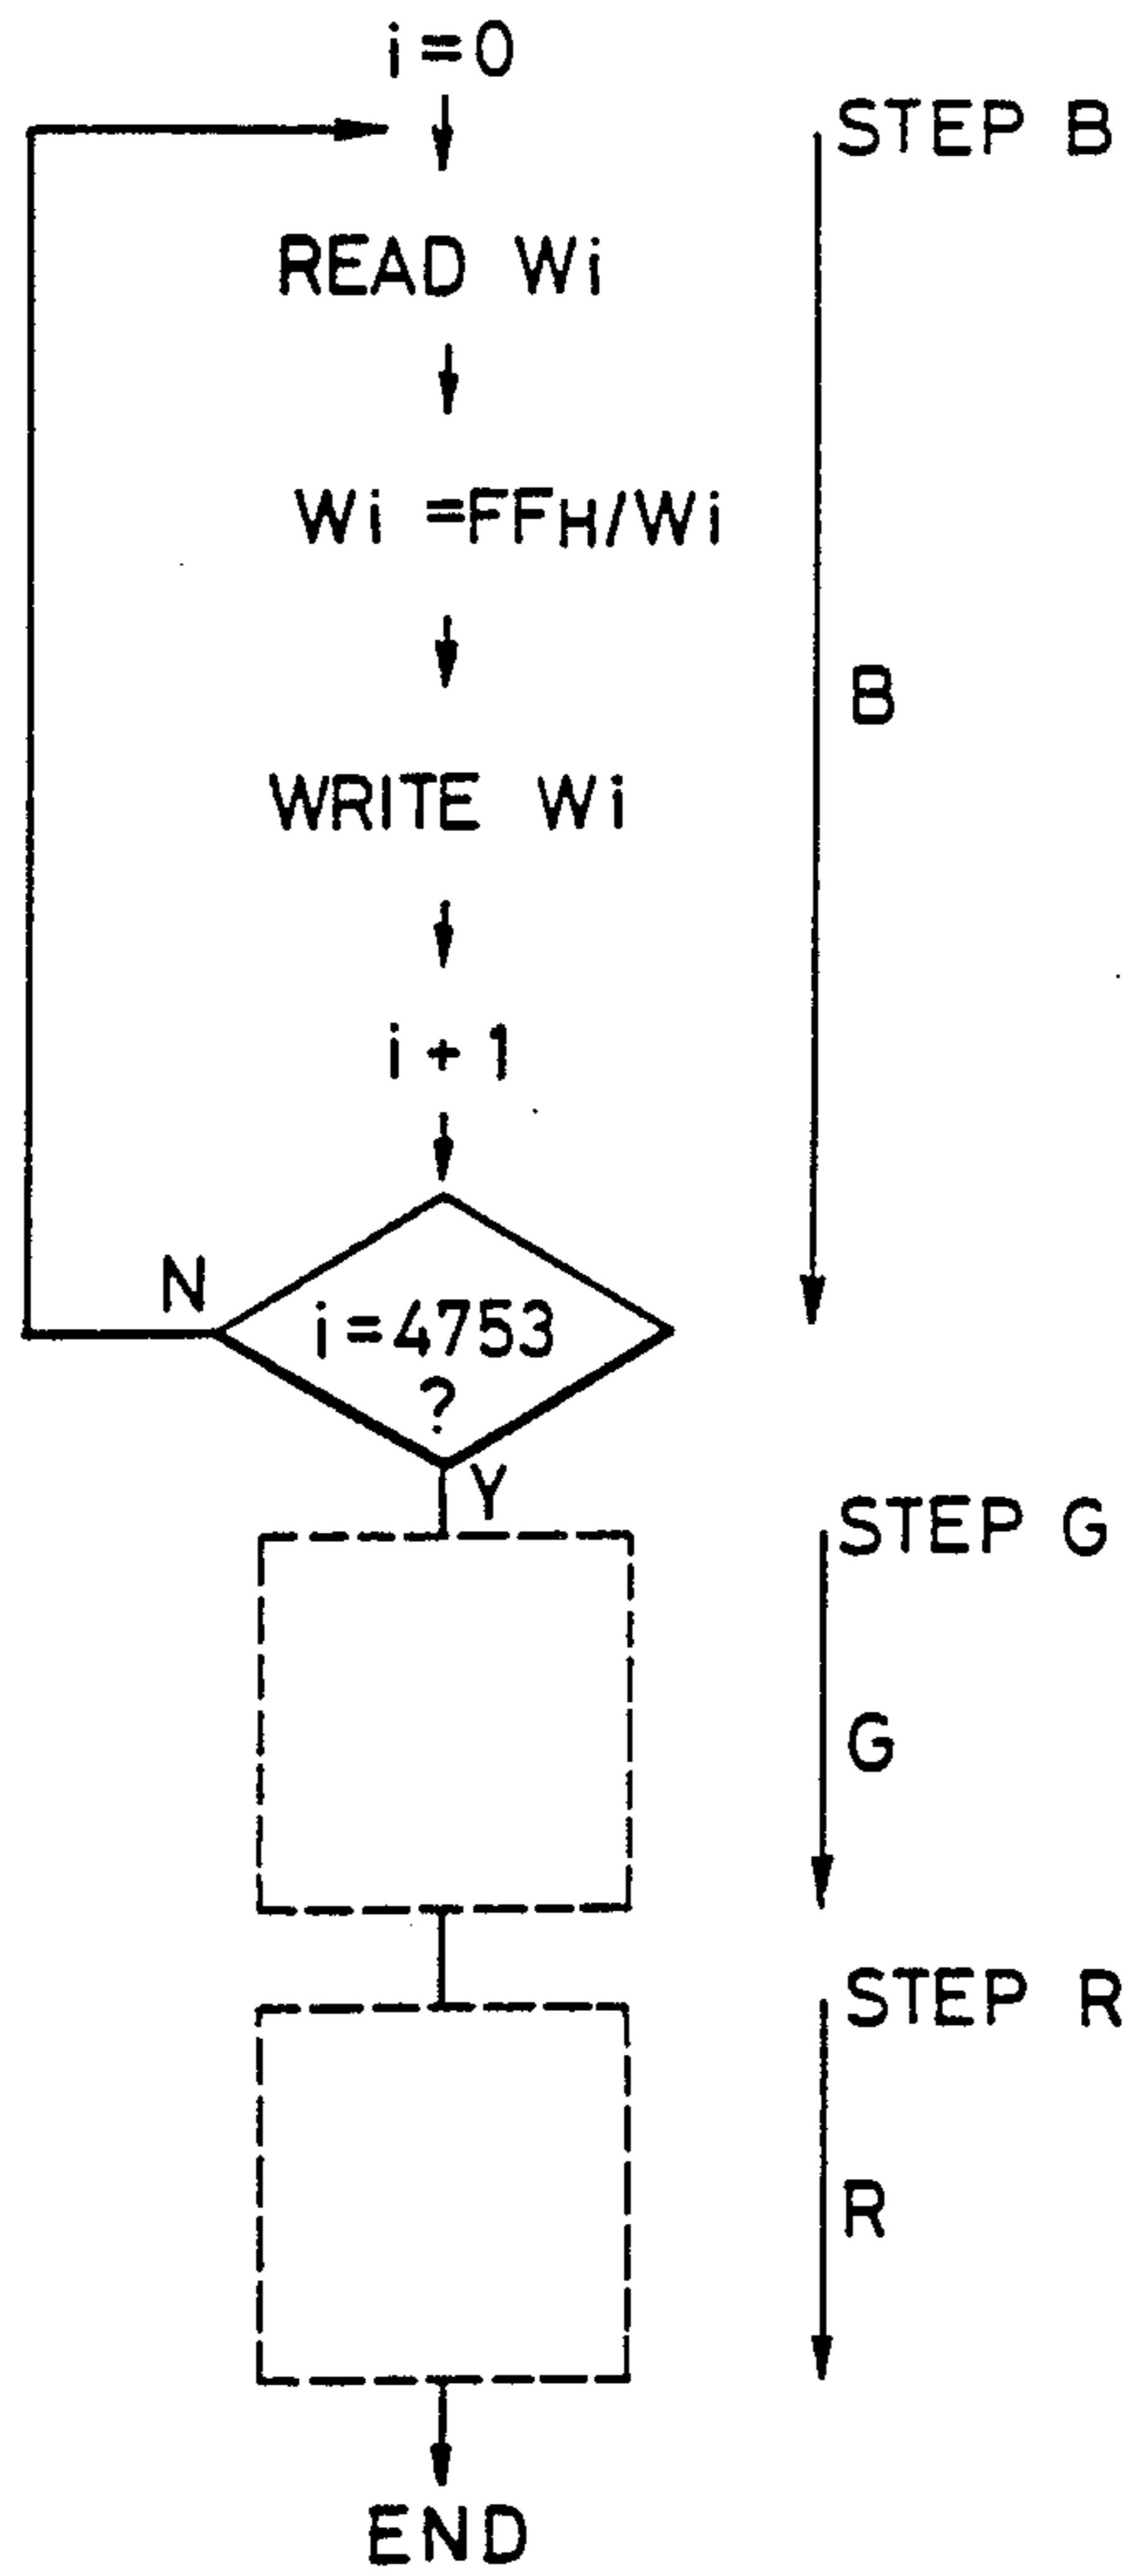 i=0
STEP B
READ Wi
Wi =FFH/Wi
B
WRITE Wi
i+1
N
i=4753
?
Y
STEP G
G
STEP R
R
END